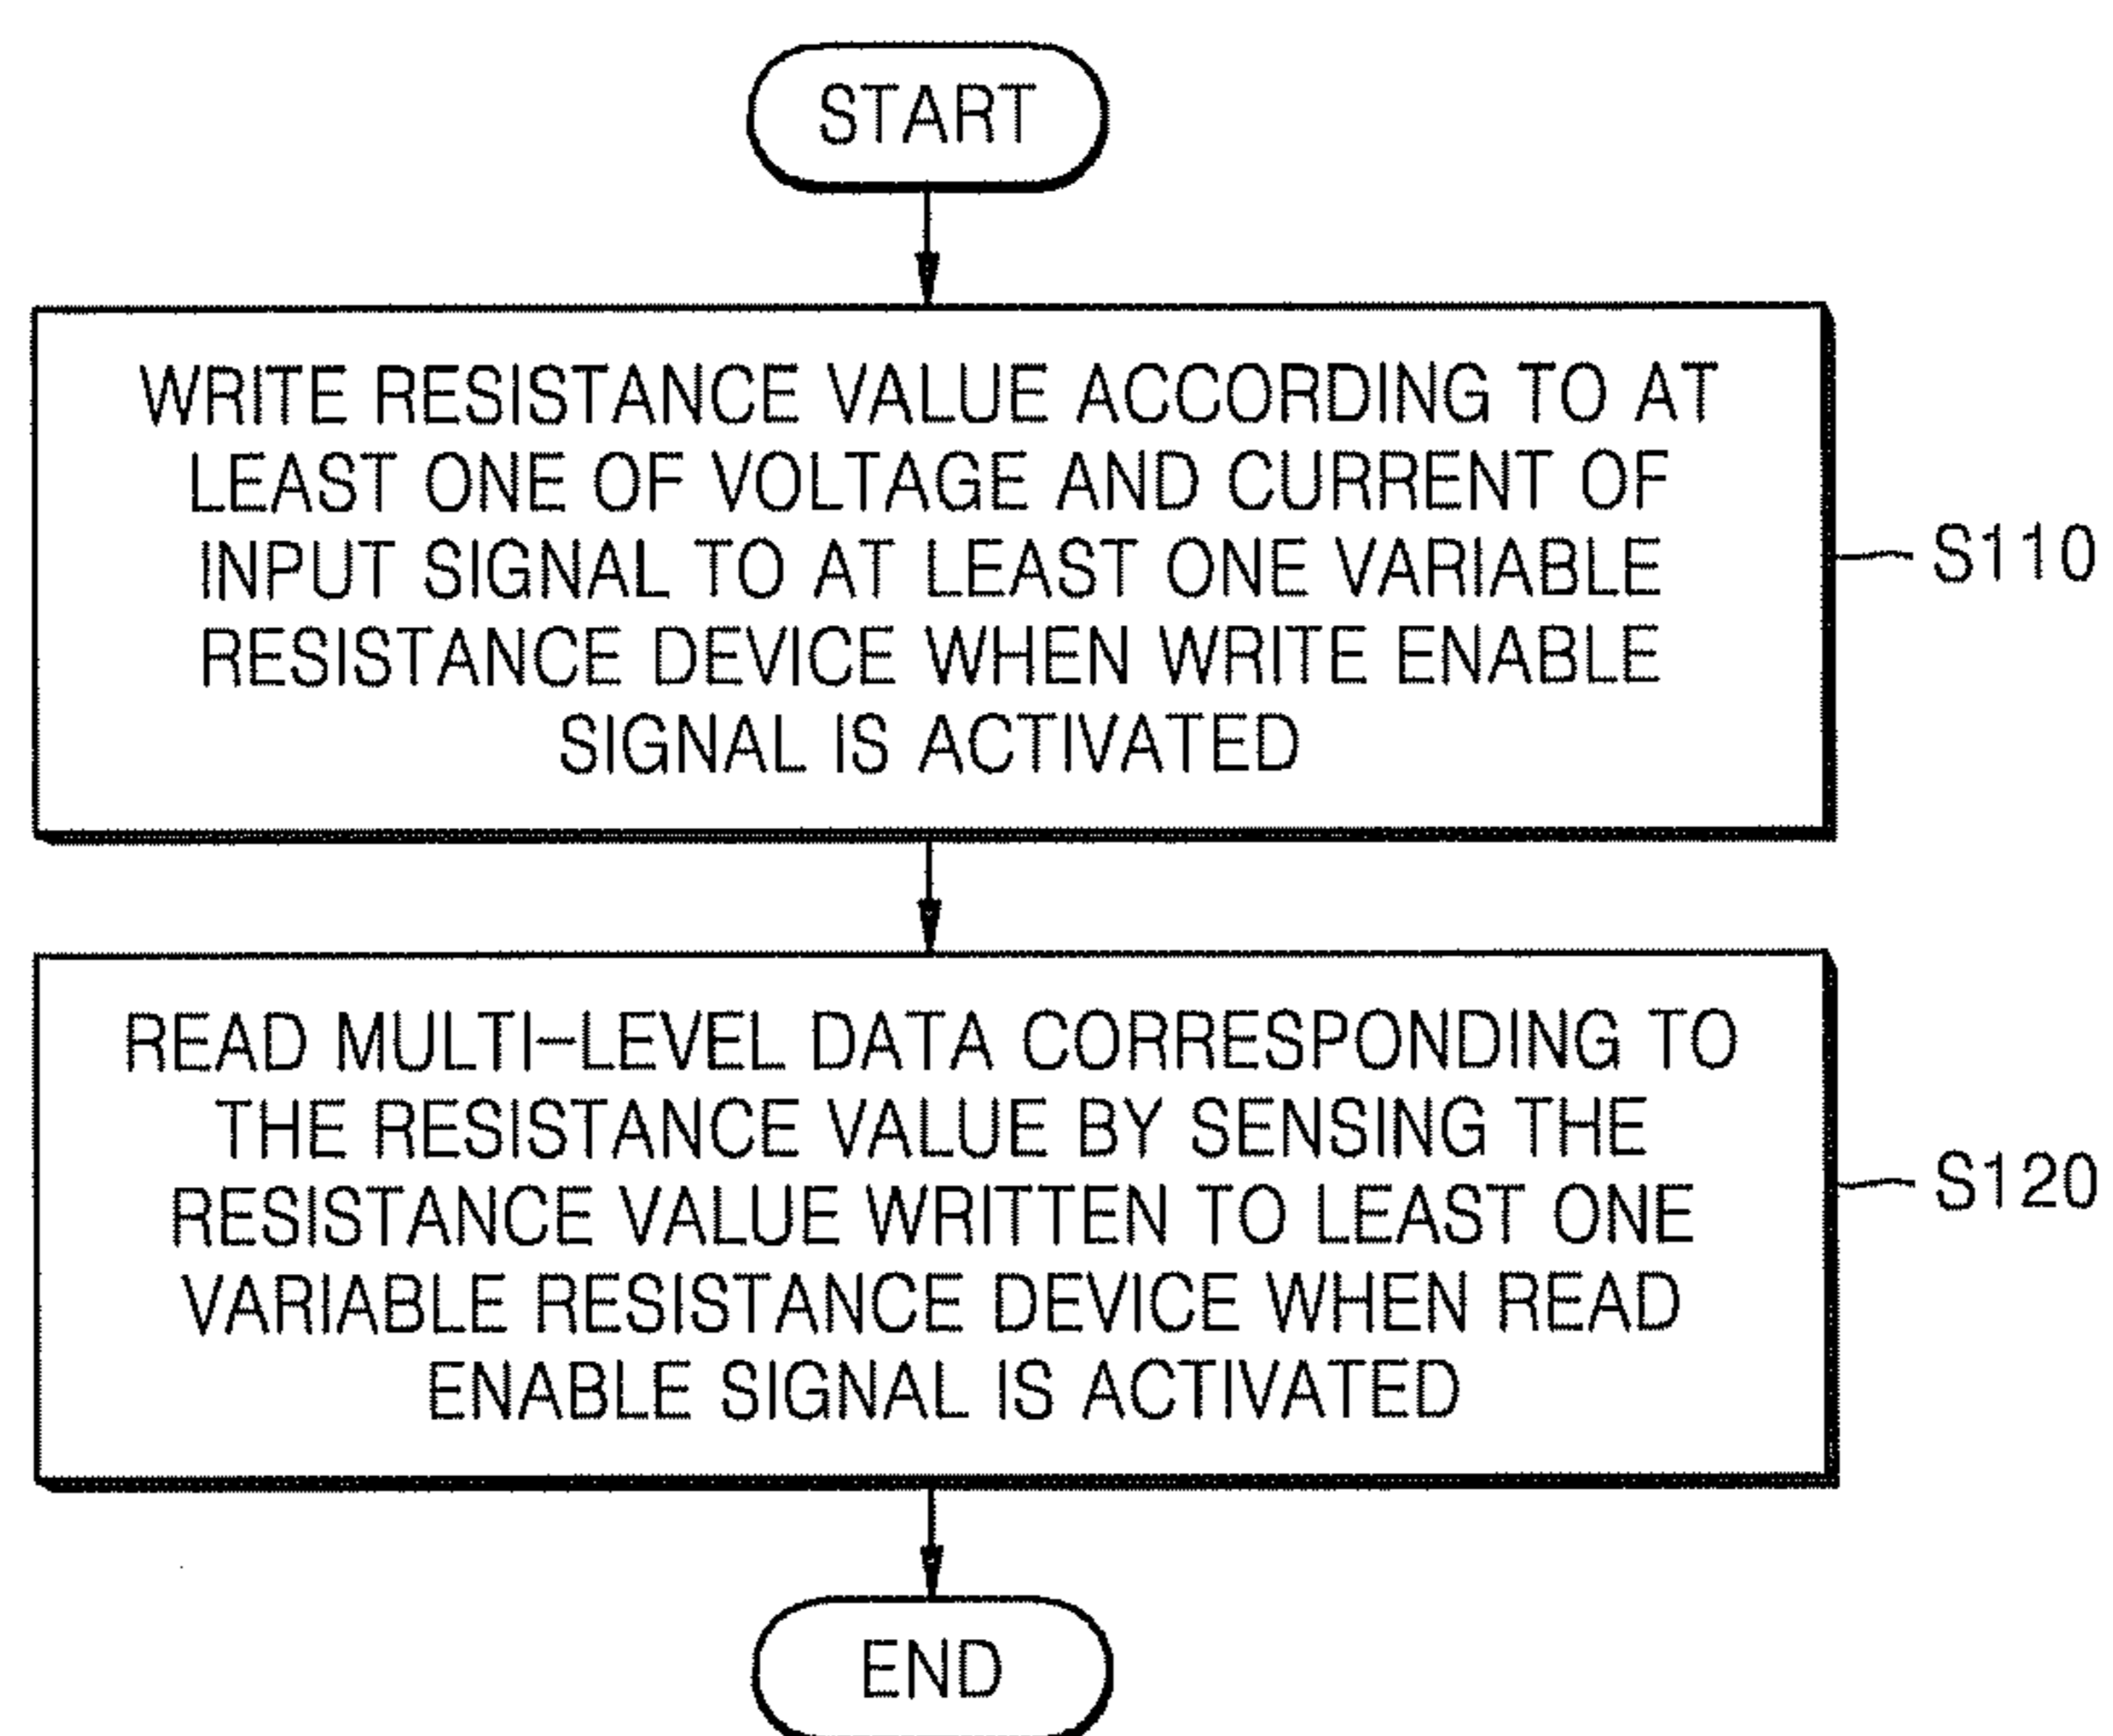 START
WRITE RESISTANCE VALUE ACCORDING TO AT
LEAST ONE OF VOLTAGE AND CURRENT OF
INPUT SIGNAL TO AT LEAST ONE VARIABLE
RESISTANCE DEVICE WHEN WRITE ENABLE
SIGNAL IS ACTIVATED
S110
READ MULTI-LEVEL DATA CORRESPONDING TO
THE RESISTANCE VALUE BY SENSING THE
RESISTANCE VALUE WRITTEN TO LEAST ONE
VARIABLE RESISTANCE DEVICE WHEN READ
ENABLE SIGNAL IS ACTIVATED
S120
END